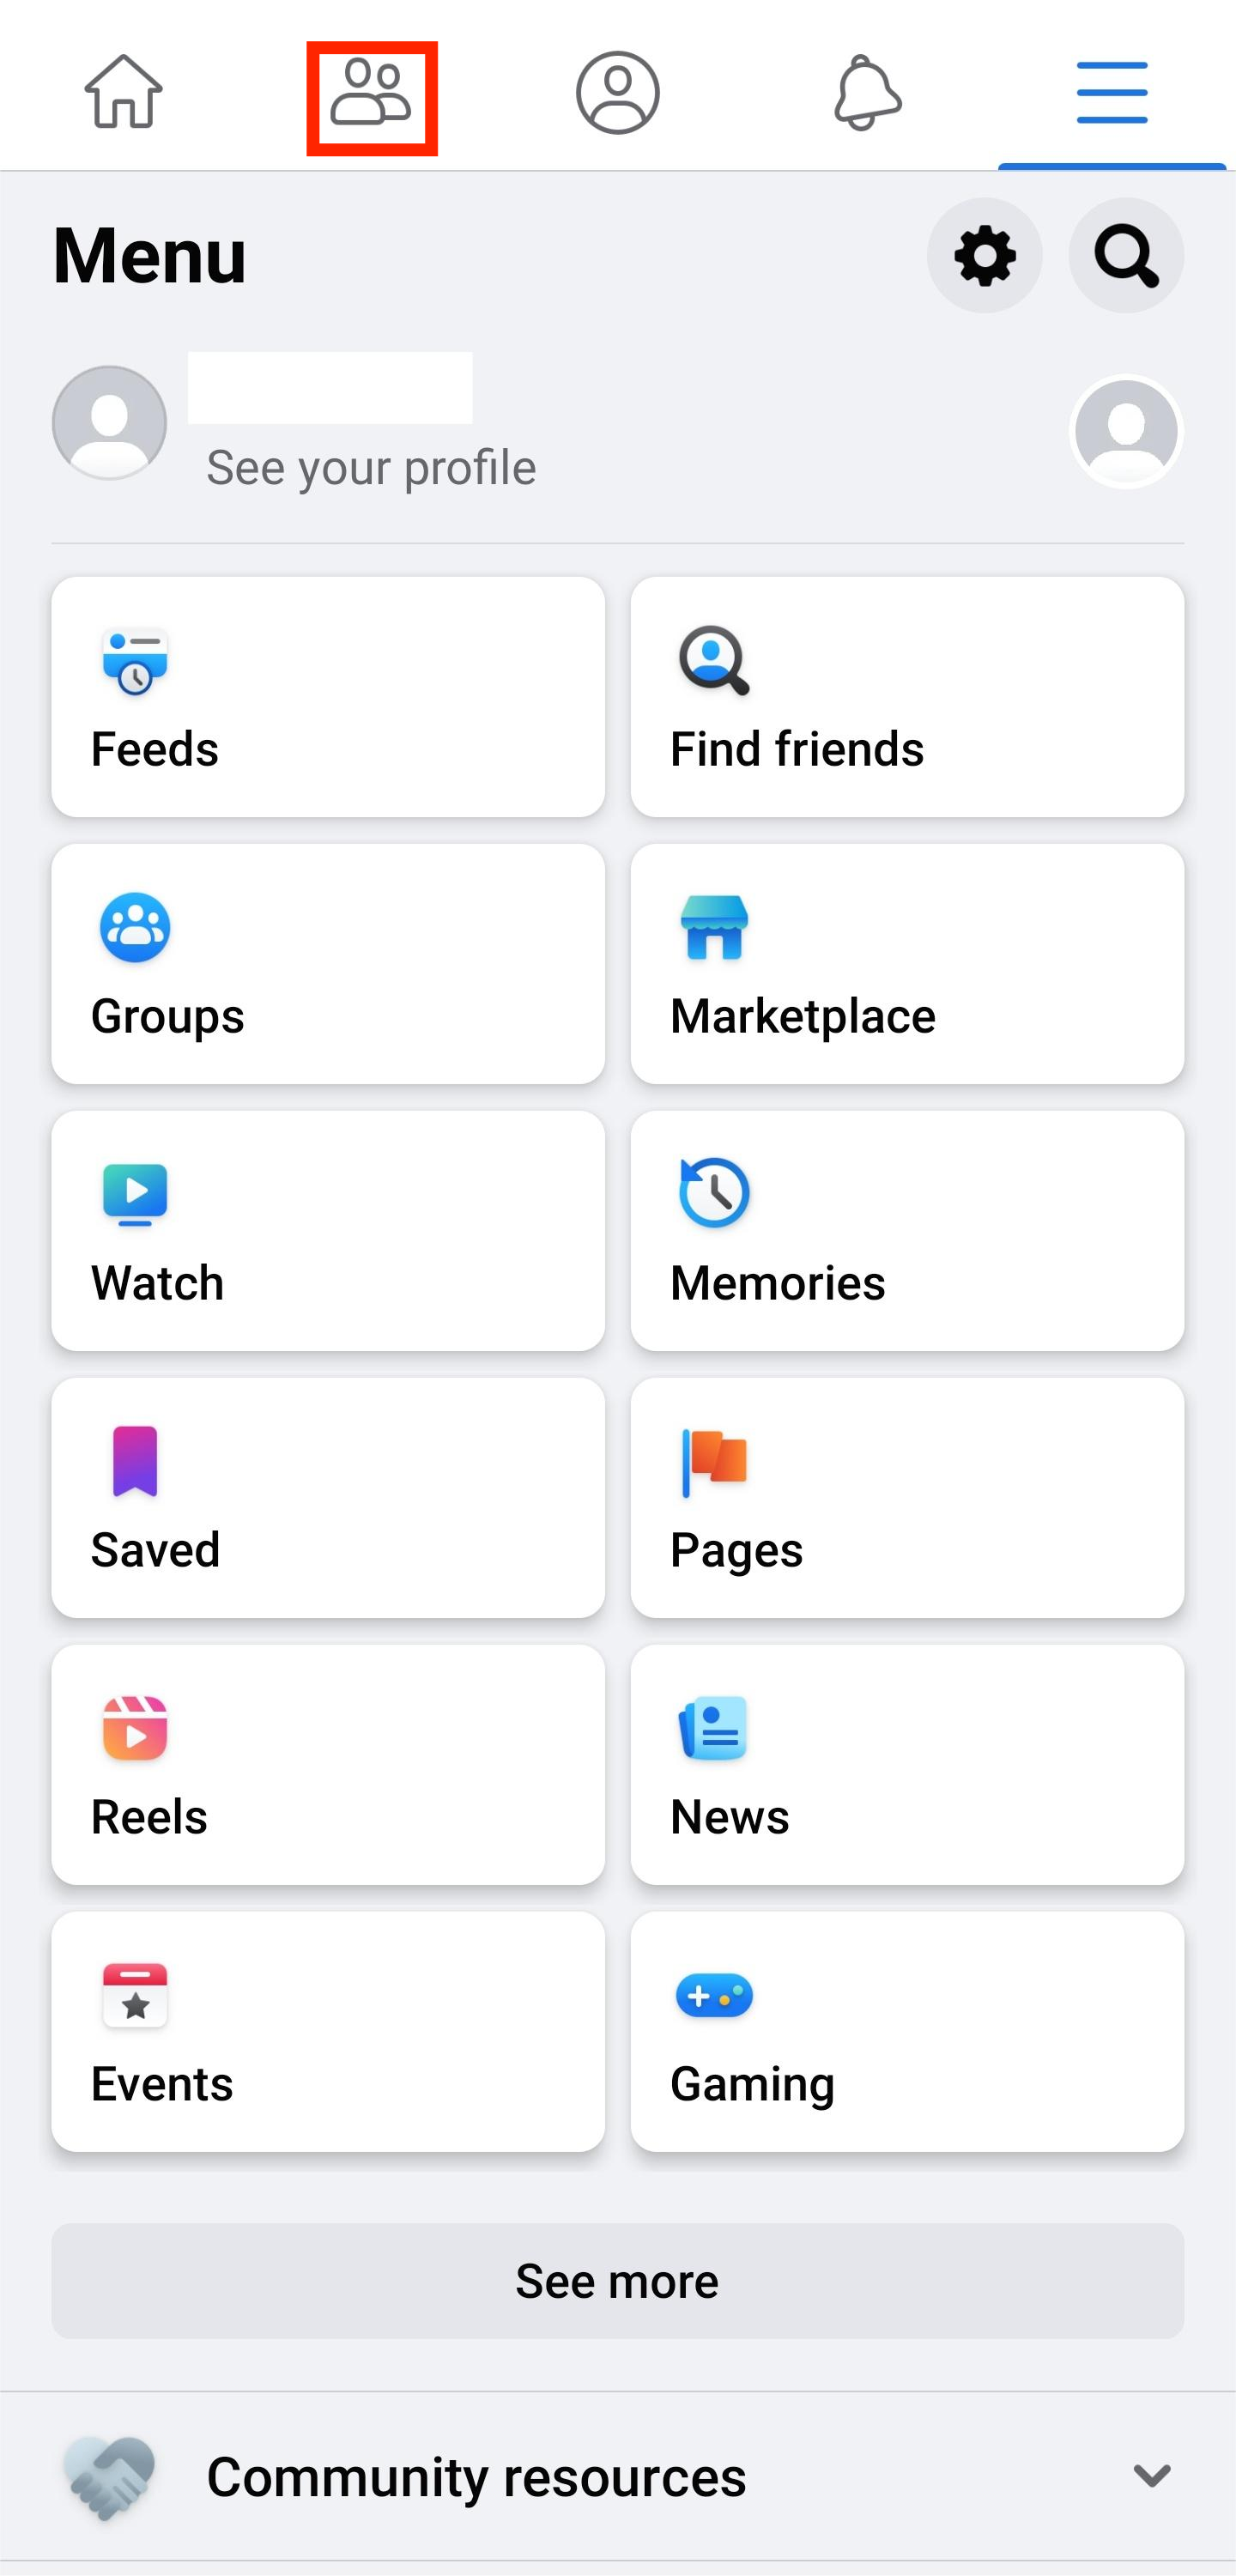 Menu
See your profile
Feeds
Find friends
Groups
Marketplace
Watch
Memories
Saved
Pages
Reels
News
Events
Gaming
See more
Community resources